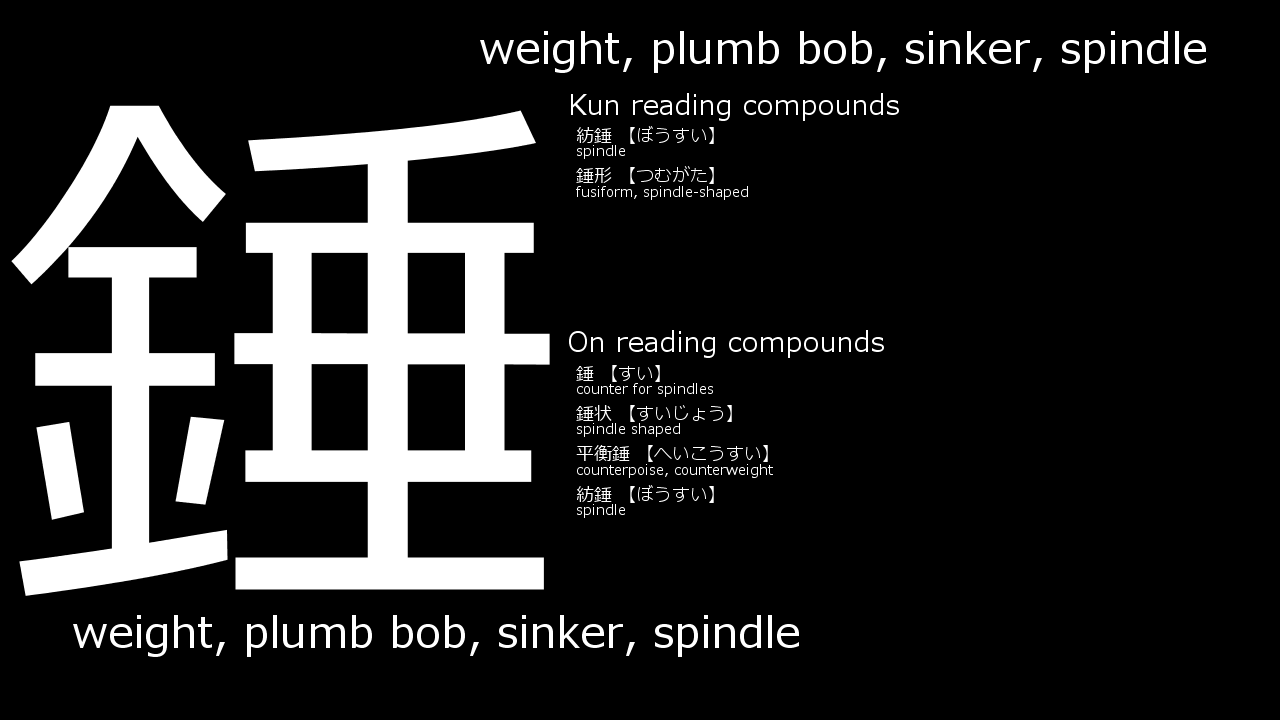 weight, plumb bob, sinker, spindle
錘
Kun reading compounds
紡錘 【ぼうすい】
spindle
錘形 【つむがた】
fusiform, spindle-shaped
On reading compounds
錘 【すい】
counter for spindles
錘状 【すいじょう】
spindle shaped
平衡錘 【へいこうすい】
counterpoise, counterweight
紡錘 【ぼうすい】
spindle
weight, plumb bob, sinker, spindle